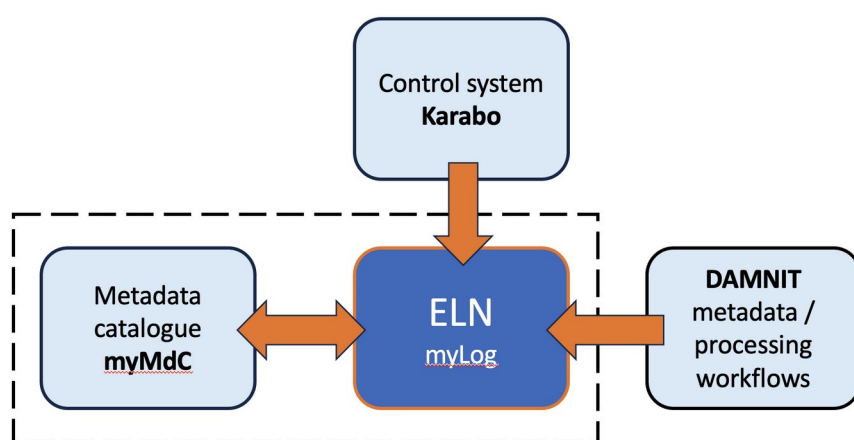 Control system
Karabo
Metadata
catalogue
myMdC
ELN
myLog
DAMNIT
metadata /
processing
workflows